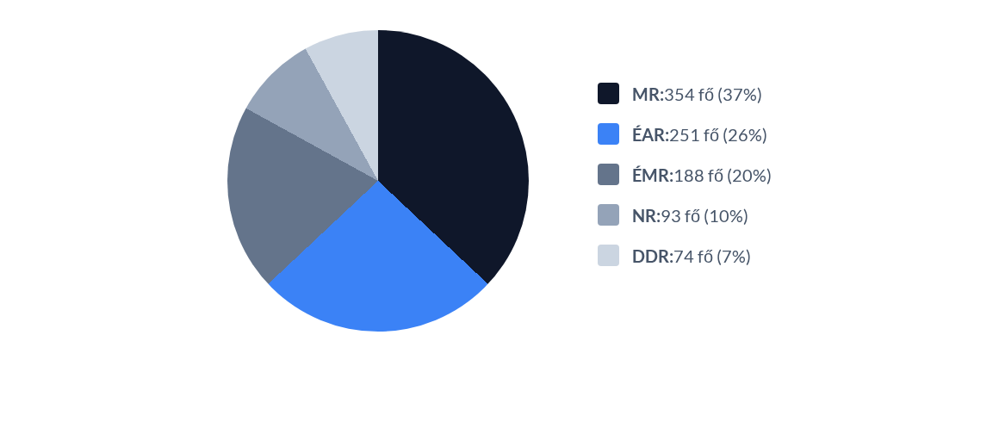 MR:354 fő (37%)
ÉAR:251 fő (26%)
ÉMR:188 fő (20%)
NR:93 fő (10%)
DDR:74 fő (7%)